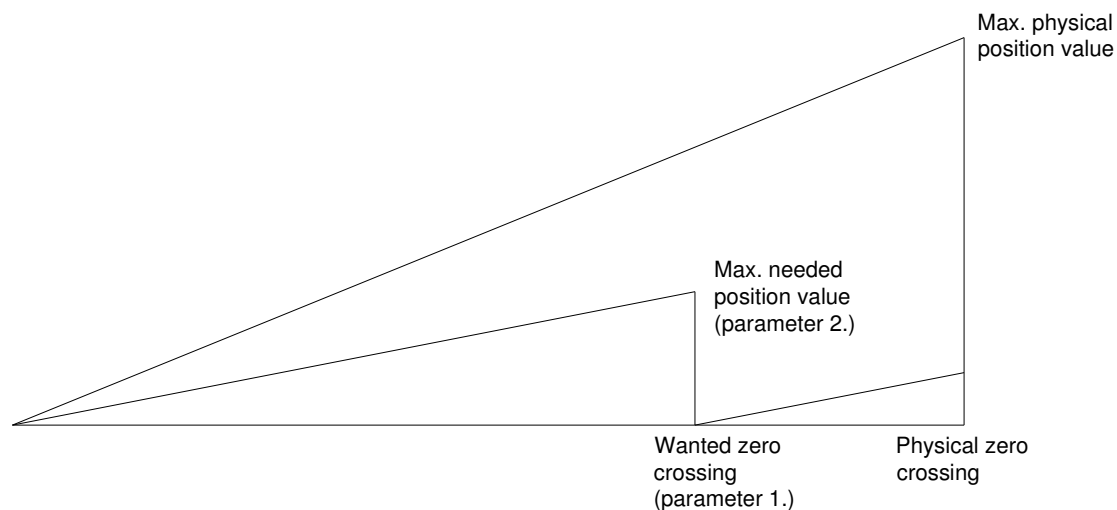 Max. physical
position value
Max. needed
position value
(parameter 2.)
Wanted zero
crossing
(parameter 1.)
Physical zero
crossing